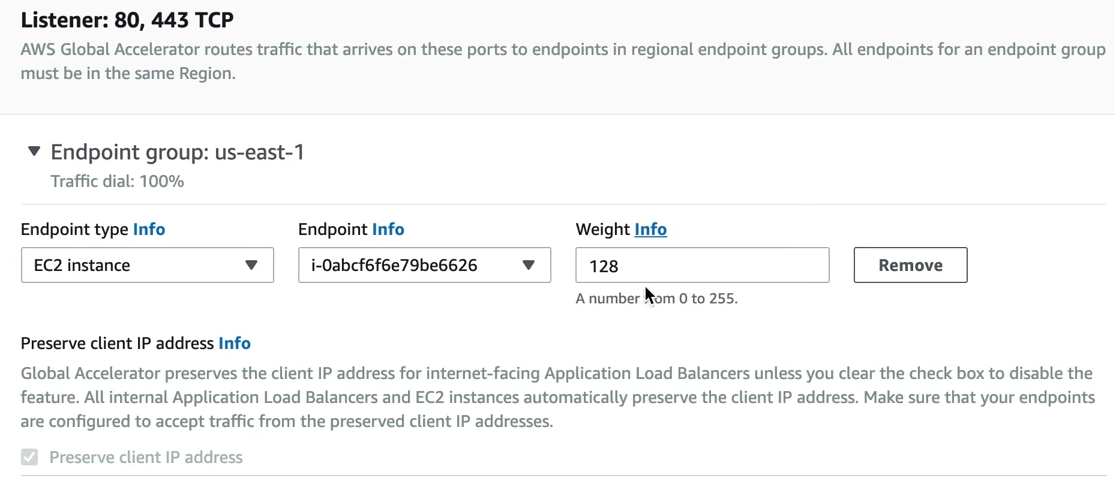 Listener: 80, 443 TCP
AWS Global Accelerator routes traffic that arrives on these ports to endpoints in regional endpoint groups. All endpoints for an endpoint group
must be in the same Region.
Endpoint group: us-east-1
Traffic dial: 100%
Endpoint type Info
Endpoint Info
Weight Info
EC2 instance
i-0abcf6f6e79be6626
128
Remove
A number from 0 to 255.
Preserve client IP address Info
Global Accelerator preserves the client IP address for internet-facing Application Load Balancers unless you clear the check box to disable the
feature. All internal Application Load Balancers and EC2 instances automatically preserve the client IP address. Make sure that your endpoints
are configured to accept traffic from the preserved client IP addresses.
Preserve client IP address